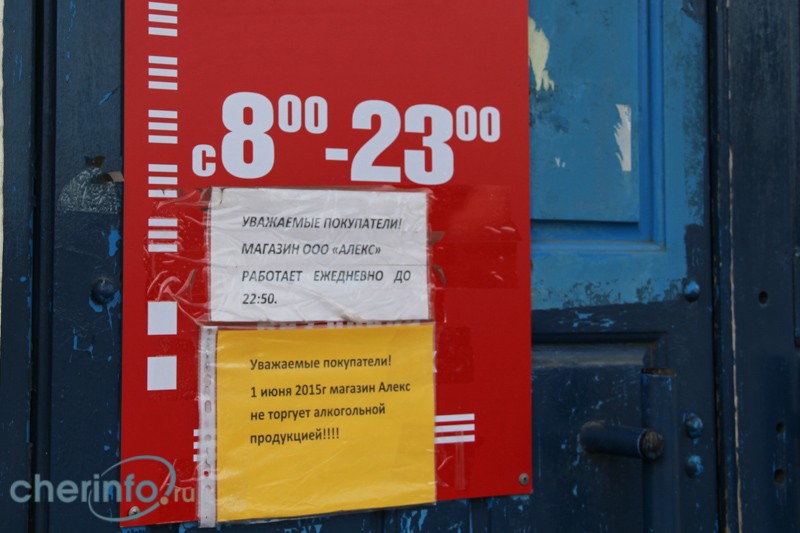 с 8⁰⁰-23⁰⁰
УВАЖАЕМЫЕ ПОКУПАТЕЛИ!
МАГАЗИН ООО «АЛЕКС»
РАБОТАЕТ ЕЖЕДНЕВНО ДО
22:50.
Уважаемые покупатели!
1 июня 2015г магазин Алекс
не торгует алкогольной
продукцией!!!!
cherinfo.ru